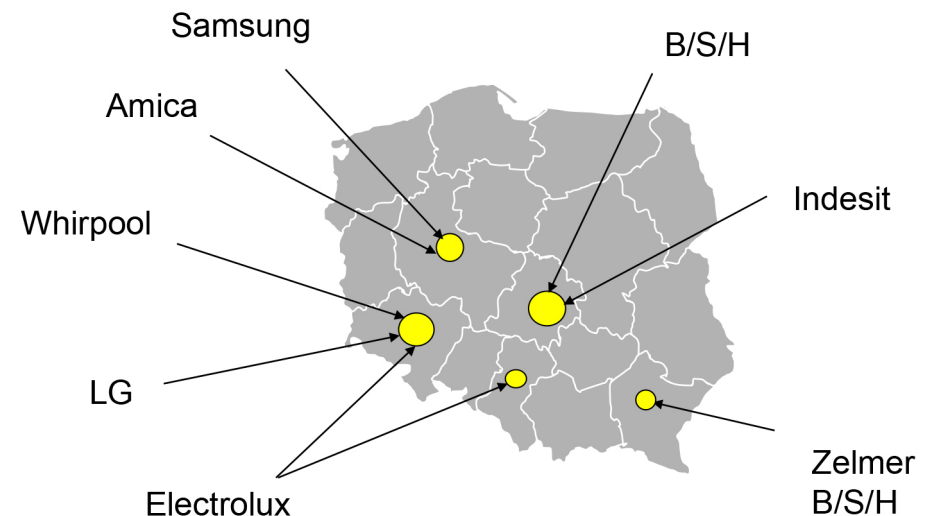 Samsung
B/S/H
Amica
Indesit
Whirpool
LG
Zelmer
B/S/H
Electrolux